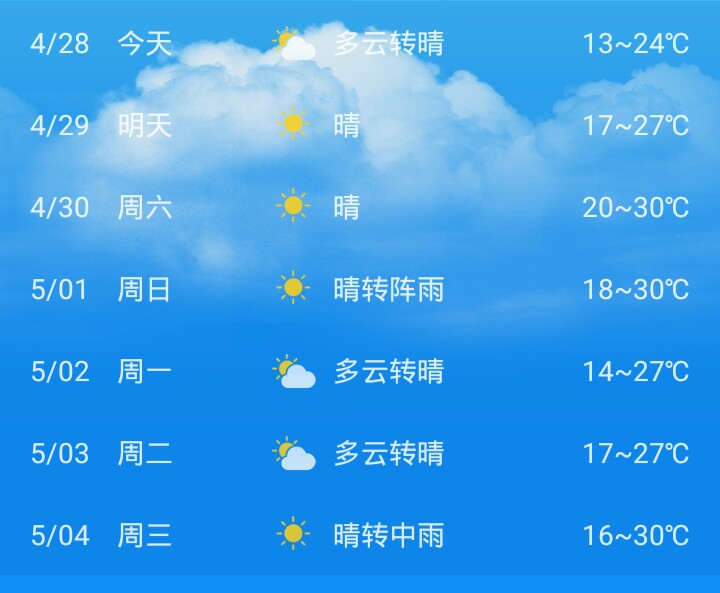 4/28 今天 多云转晴 13~24℃
4/29 明天 晴 17~27℃
4/30 周六 晴 20~30℃
5/01 周日 晴转阵雨 18~30℃
5/02 周一 多云转晴 14~27℃
5/03 周二 多云转晴 17~27℃
5/04 周三 晴转中雨 16~30℃